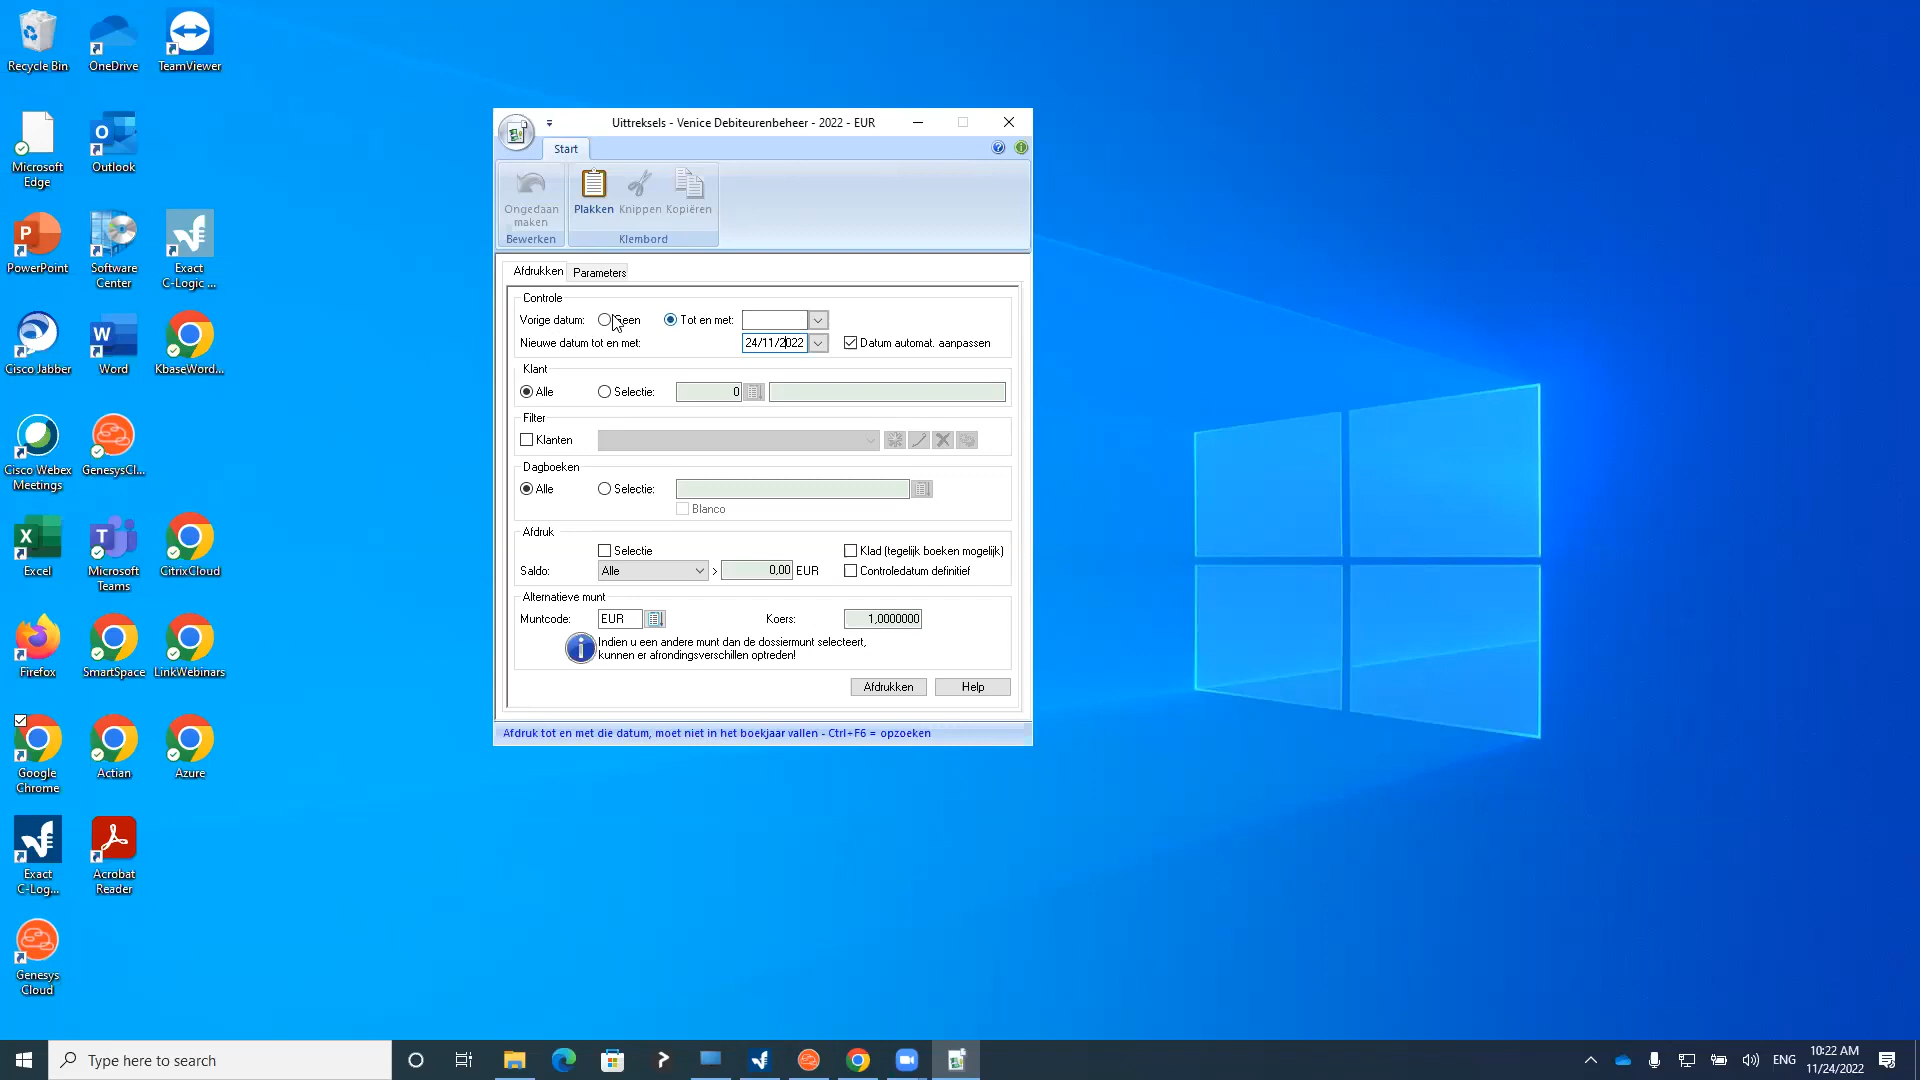 Recycle Bin
OneDrive
TeamViewer
Microsoft
Edge
Outlook
PowerPoint
Software
Center
Exact
C-Logic ...
Cisco Jabber
Word
KbaseWord...
Cisco Webex
Meetings
GenesysCl...
Excel
Microsoft
Teams
CitrixCloud
Firefox
SmartSpace
LinkWebinars
Google
Chrome
Actian
Azure
Exact
C-Log...
Acrobat
Reader
Genesys
Cloud
Uittreksels - Venice Debiteurenbeheer - 2022 - EUR
Start
Ongedaan
maken
Plakken Knippen Kopiëren
Bewerken
Klembord
Afdrukken
Parameters
Controle
Vorige datum:
Tot en met:
Nieuwe datum tot en met:
24/11/2022
Datum automat. aanpassen
Klant
Alle
Selectie:
0
Filter
Klanten
Dagboeken
Alle
Selectie:
Blanco
Afdruk
Selectie
Klad (tegelijk boeken mogelijk)
Saldo:
Alle
>
0,00
EUR
Controledatum definitief
Alternatieve munt
Muntcode:
EUR
Koers:
1,0000000
Indien u een andere munt dan de dossiermunt selecteert,
kunnen er afrondingsverschillen optreden!
Afdrukken
Help
Afdruk tot en met die datum, moet niet in het boekjaar vallen - Ctrl+F6 = opzoeken
Type here to search
ENG
10:22 AM
11/24/2022